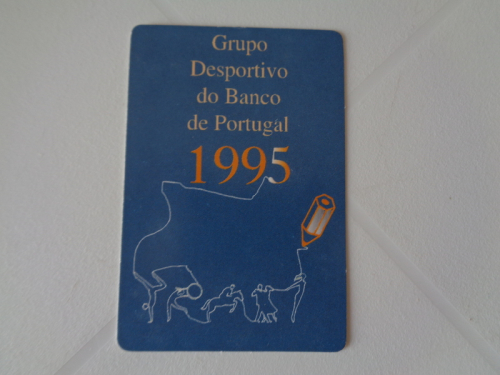 Grupo
Desportivo
do Banco
de Portugal
1995